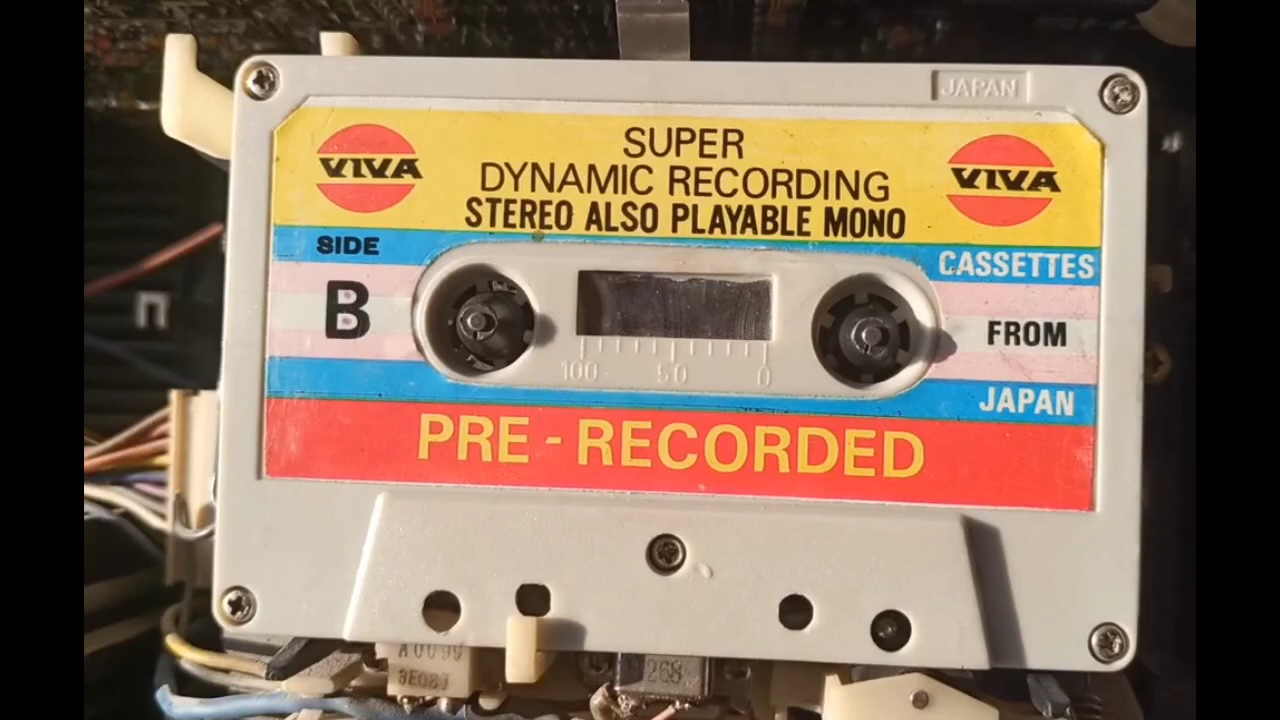 JAPAN
VIVA
SUPER
DYNAMIC RECORDING
STEREO ALSO PLAYABLE MONO
VIVA
SIDE
B
CASSETTES
FROM
JAPAN
100 50 0
PRE-RECORDED
268